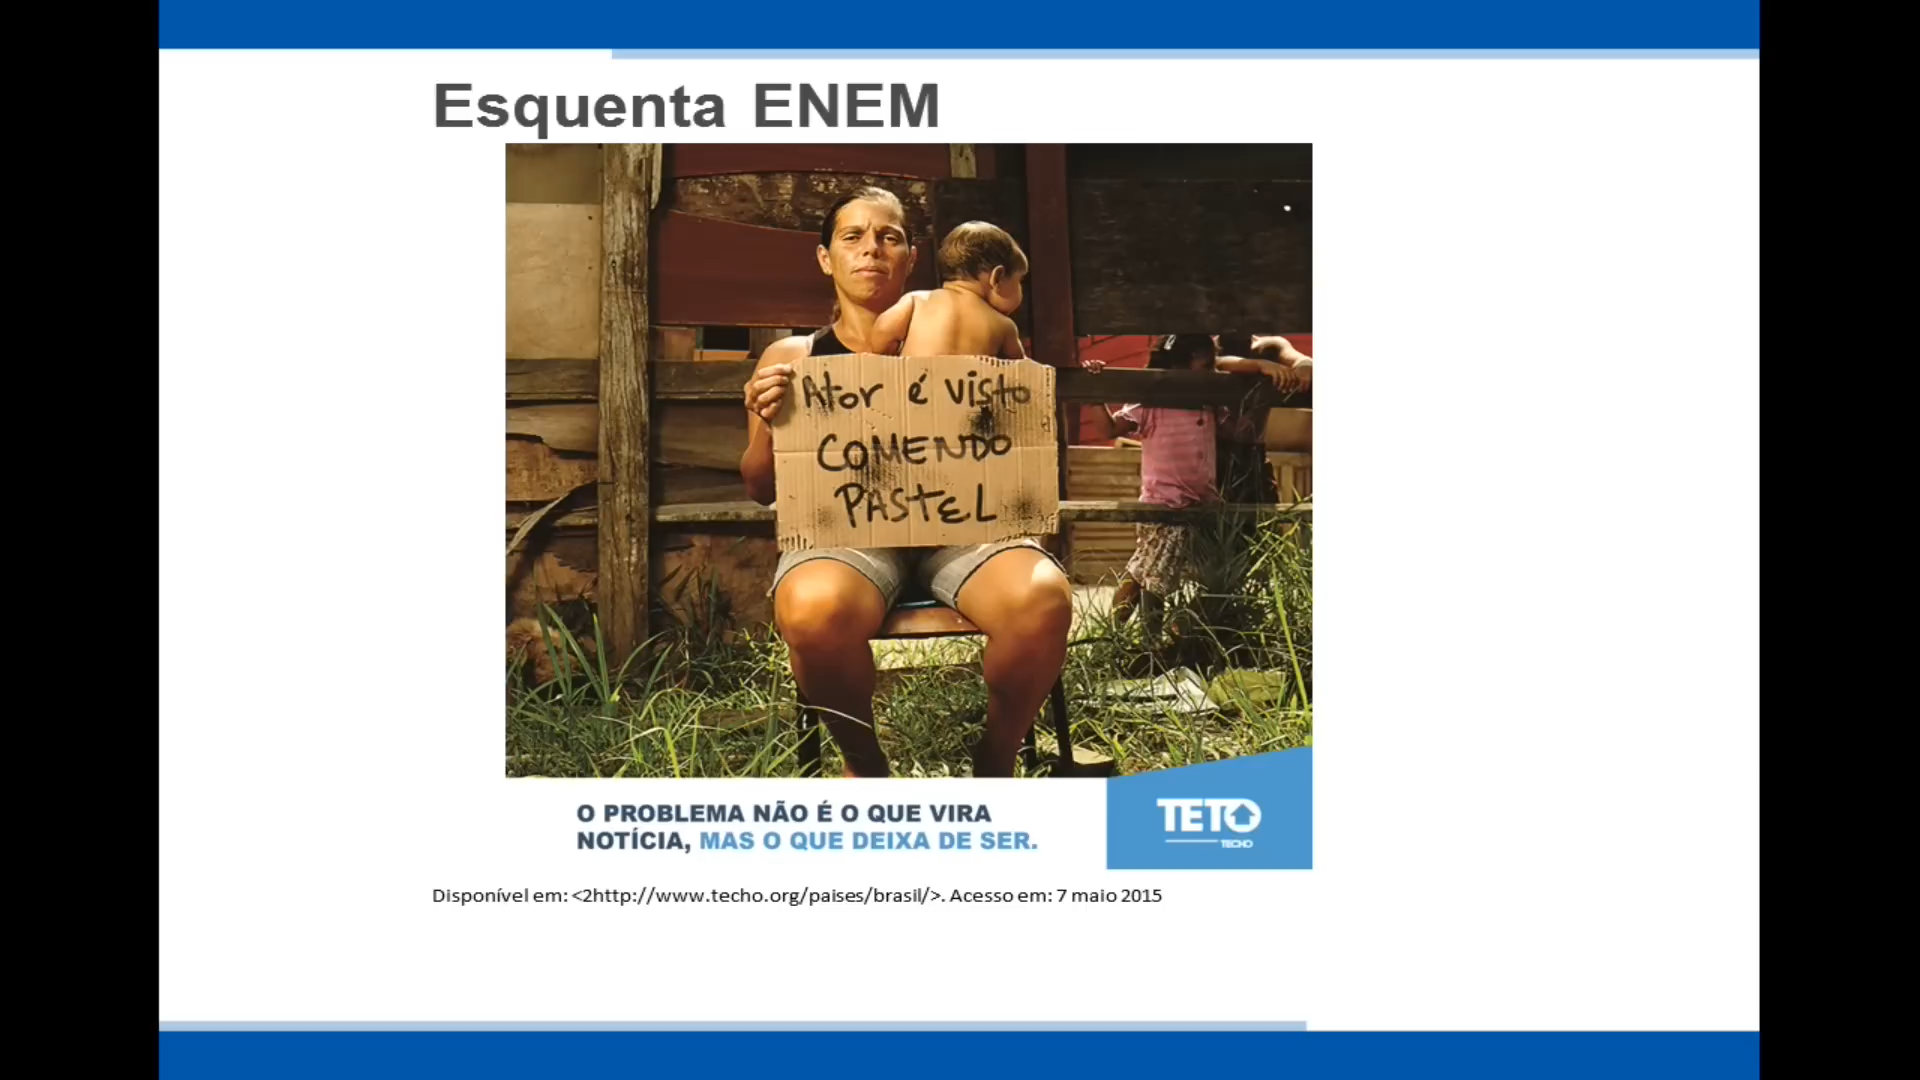 Esquenta ENEM
Ator é visto
COMENDO
PASTEL
O PROBLEMA NÃO É O QUE VIRA
NOTÍCIA, MAS O QUE DEIXA DE SER.
TETO
TECHO
Disponível em: <2http://www.techo.org/paises/brasil/>. Acesso em: 7 maio 2015